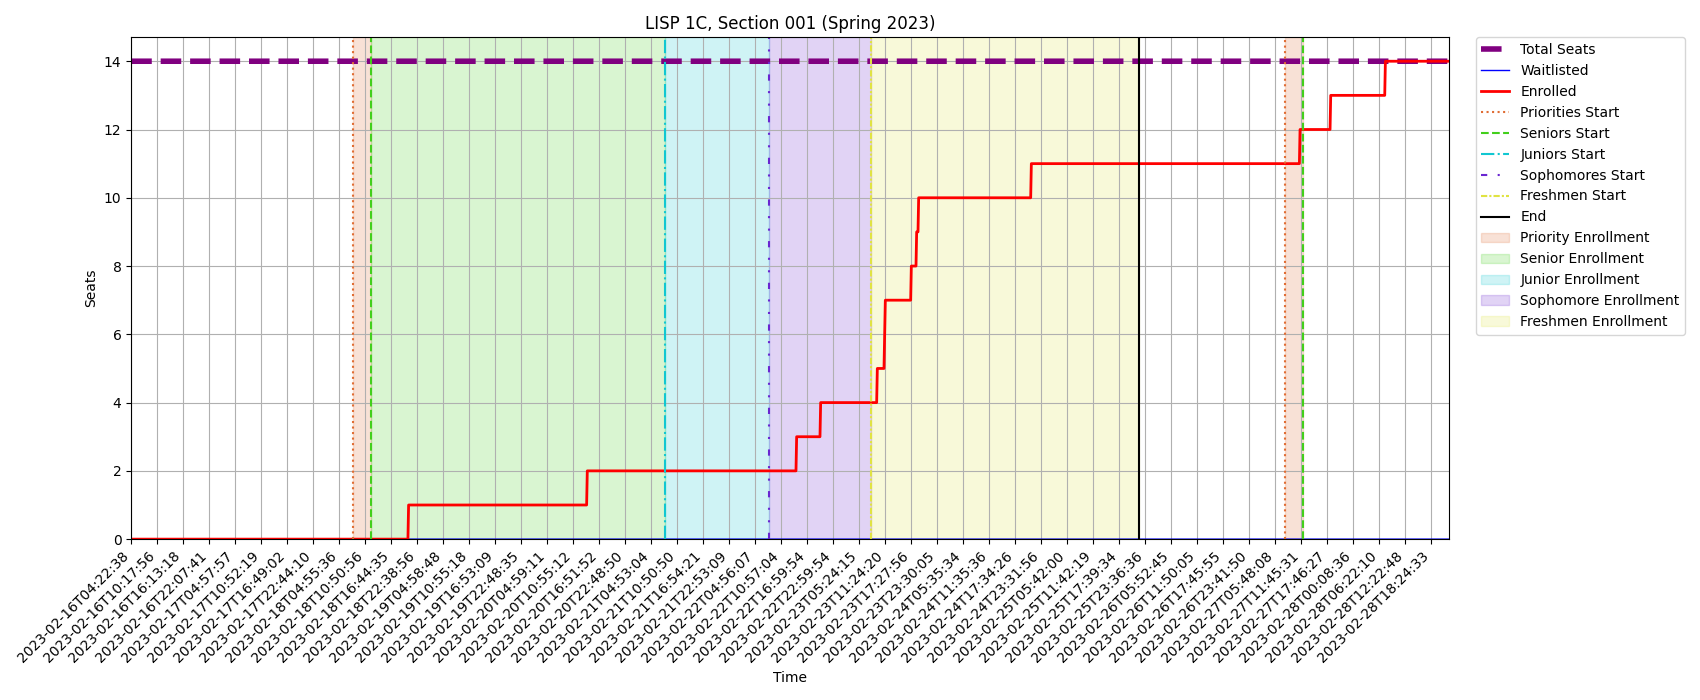 LISP 1C, Section 001 (Spring 2023)
Seats
14
12
10
8
6
4
2
0
2023-02-16T04:22:38
2023-02-16T10:17:56
2023-02-16T16:13:18
2023-02-16T22:07:41
2023-02-17T04:57:57
2023-02-17T10:52:19
2023-02-17T16:49:02
2023-02-17T22:44:10
2023-02-18T04:55:36
2023-02-18T10:50:56
2023-02-18T16:44:35
2023-02-18T22:38:56
2023-02-19T04:58:48
2023-02-19T10:55:18
2023-02-19T16:53:09
2023-02-19T22:48:35
2023-02-20T04:59:11
2023-02-20T10:55:12
2023-02-20T16:51:52
2023-02-20T22:48:50
2023-02-21T04:53:04
2023-02-21T10:50:50
2023-02-21T16:54:21
2023-02-21T22:53:09
2023-02-22T04:56:07
2023-02-22T10:57:04
2023-02-22T16:59:54
2023-02-22T22:59:54
2023-02-23T05:24:15
2023-02-23T11:24:20
2023-02-23T17:27:56
2023-02-23T23:30:05
2023-02-24T05:35:34
2023-02-24T11:35:36
2023-02-24T17:34:26
2023-02-24T23:31:56
2023-02-25T05:42:00
2023-02-25T11:42:19
2023-02-25T17:39:34
2023-02-25T23:36:36
2023-02-26T05:52:45
2023-02-26T11:50:05
2023-02-26T17:45:55
2023-02-26T23:41:50
2023-02-27T05:48:08
2023-02-27T11:45:31
2023-02-27T17:46:27
2023-02-28T00:08:36
2023-02-28T06:22:10
2023-02-28T12:22:48
2023-02-28T18:24:33
Time
Total Seats
Waitlisted
Enrolled
Priorities Start
Seniors Start
Juniors Start
Sophomores Start
Freshmen Start
End
Priority Enrollment
Senior Enrollment
Junior Enrollment
Sophomore Enrollment
Freshmen Enrollment